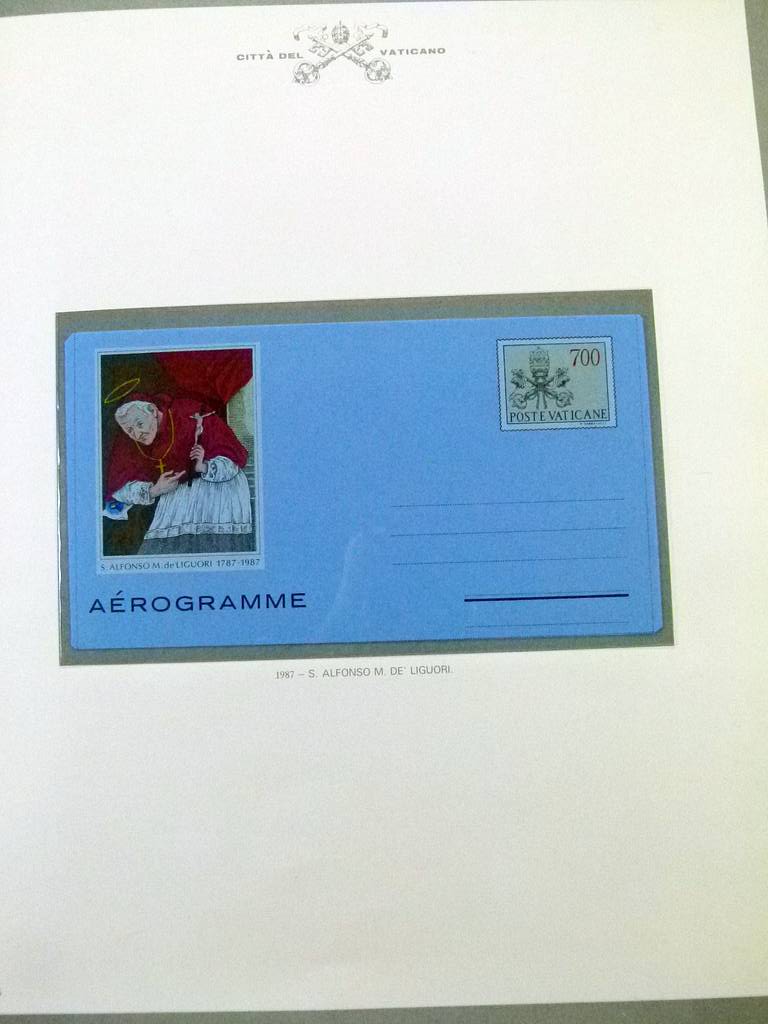 CITTÀ DEL VATICANO
700
POSTE VATICANE
S. ALFONSO M. de LIGUORI 1787-1987
AÉROGRAMME
1987 – S. ALFONSO M. DE' LIGUORI.